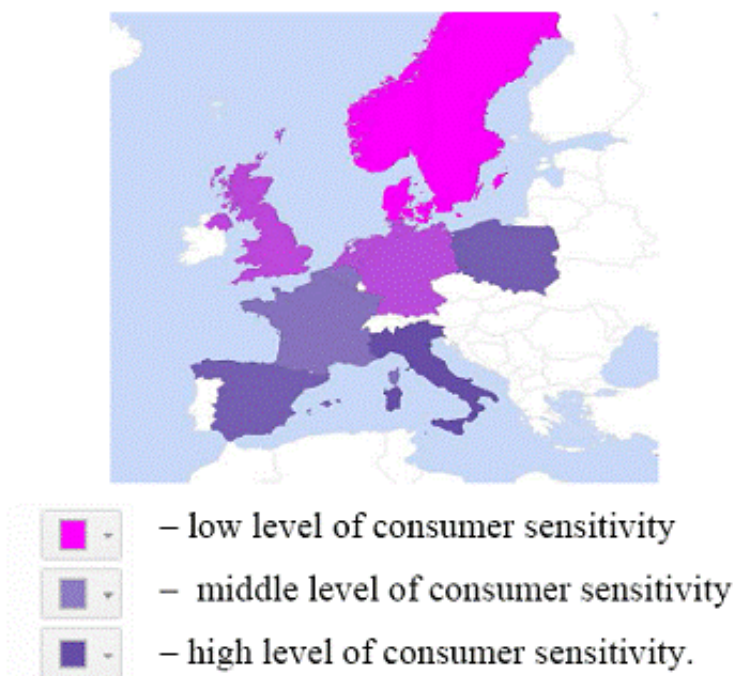 – low level of consumer sensitivity
– middle level of consumer sensitivity
– high level of consumer sensitivity.